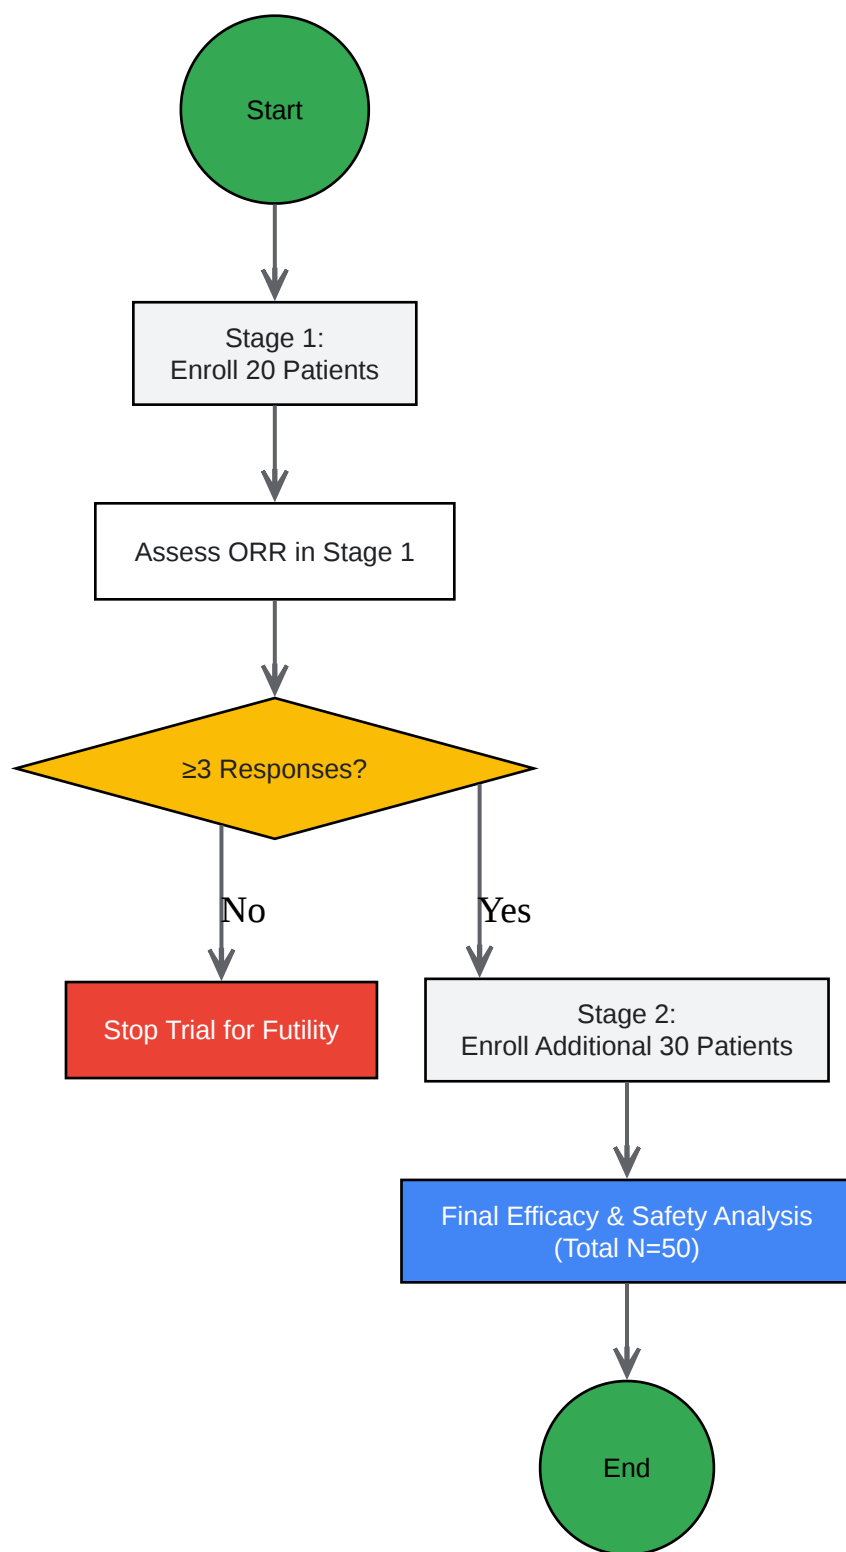 Start
Stage 1:
Enroll 20 Patients
Assess ORR in Stage 1
≥3 Responses?
No
Yes
Stop Trial for Futility
Stage 2:
Enroll Additional 30 Patients
Final Efficacy & Safety Analysis
(Total N=50)
End